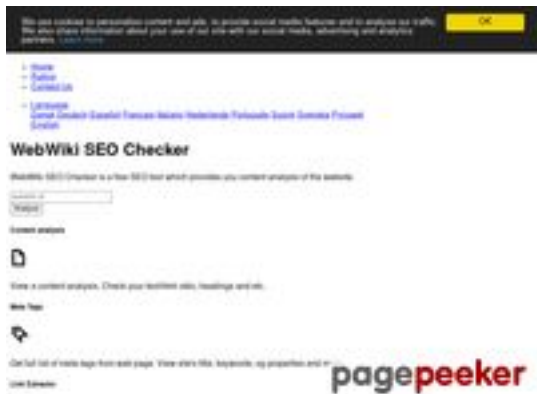 We use cookies to personalise content and ads, to provide social media features and to analyse our traffic.
We also share information about your use of our site with our social media, advertising and analytics
partners. Learn more
OK
Home
Rating
Contact Us
Language
Dansk Deutsch Español Français Italiano Nederlands Português Suomi Svenska Русский
English
WebWiki SEO Checker
WebWiki SEO Checker is a free SEO tool which provides you content analysis of the website.
Analyze
Content analysis
View a content analysis. Check your text/html ratio, headings and etc.
Meta Tags
Get full list of meta tags from web page. View site's title, keywords, og properties and
Link Extractor
pagepeeker